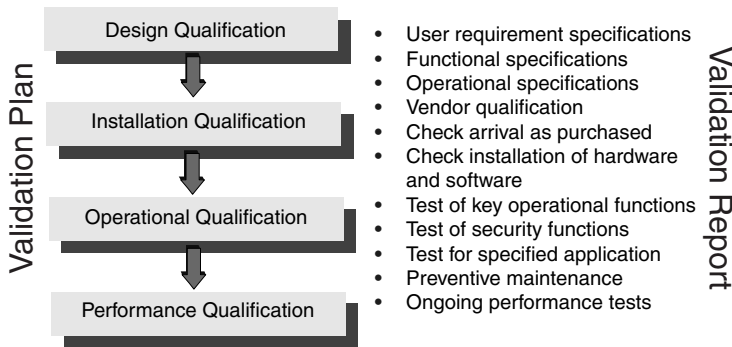 Validation Plan
Design Qualification
Installation Qualification
Operational Qualification
Performance Qualification
• User requirement specifications
• Functional specifications
• Operational specifications
• Vendor qualification
• Check arrival as purchased
• Check installation of hardware
and software
• Test of key operational functions
• Test of security functions
• Test for specified application
• Preventive maintenance
• Ongoing performance tests
Validation Report